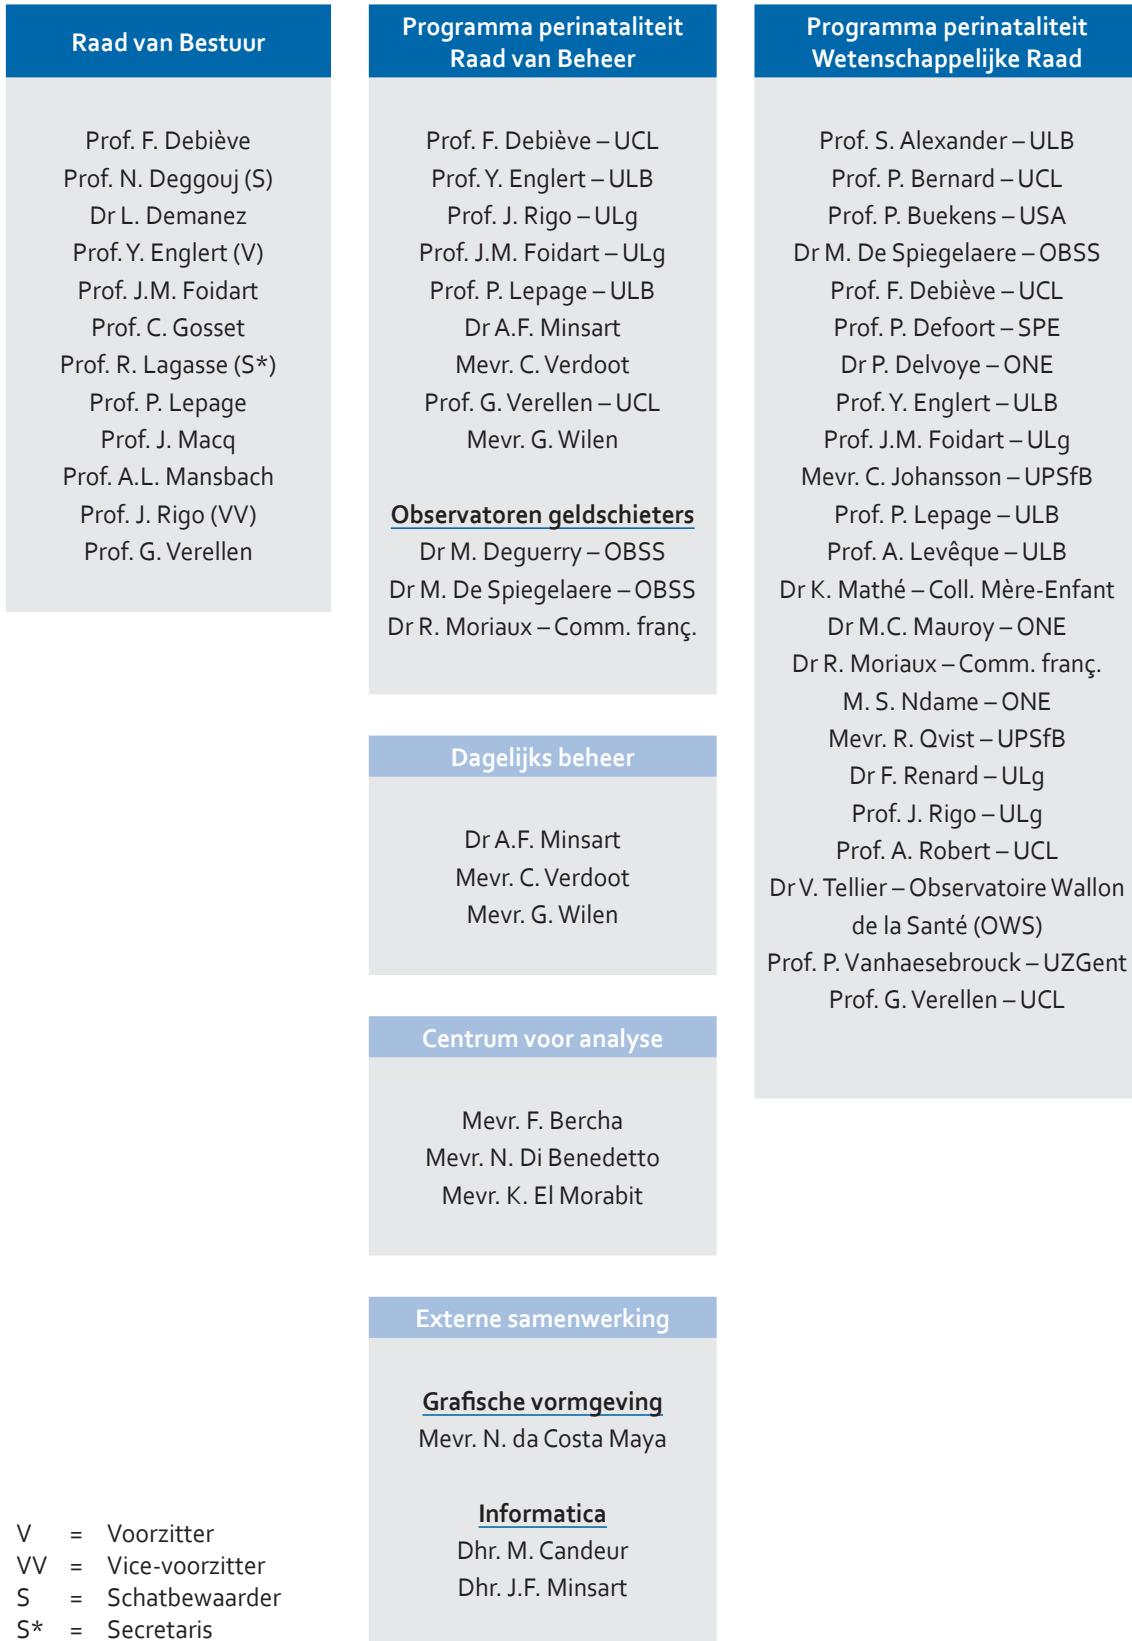 Raad van Bestuur
Prof. F. Debiève
Prof. N. Deggouj (S)
Dr L. Demanez
Prof. Y. Englert (V)
Prof. J.M. Foidart
Prof. C. Gosset
Prof. R. Lagasse (S*)
Prof. P. Lepage
Prof. J. Macq
Prof. A.L. Mansbach
Prof. J. Rigo (VV)
Prof. G. Verellen
Programma perinataliteit
Raad van Beheer
Prof. F. Debiève – UCL
Prof. Y. Englert – ULB
Prof. J. Rigo – ULg
Prof. J.M. Foidart – ULg
Prof. P. Lepage – ULB
Dr A.F. Minsart
Mevr. C. Verdoot
Prof. G. Verellen – UCL
Mevr. G. Wilen
Observatoren geldschieters
Dr M. Deguerry – OBSS
Dr M. De Spiegelaere – OBSS
Dr R. Moriaux – Comm. franç.
Dagelijks beheer
Dr A.F. Minsart
Mevr. C. Verdoot
Mevr. G. Wilen
Centrum voor analyse
Mevr. F. Bercha
Mevr. N. Di Benedetto
Mevr. K. El Morabit
Externe samenwerking
Grafische vormgeving
Mevr. N. da Costa Maya
Informatica
Dhr. M. Candeur
Dhr. J.F. Minsart
Programma perinataliteit
Wetenschappelijke Raad
Prof. S. Alexander – ULB
Prof. P. Bernard – UCL
Prof. P. Buekens – USA
Dr M. De Spiegelaere – OBSS
Prof. F. Debiève – UCL
Prof. P. Defoort – SPE
Dr P. Delvoye – ONE
Prof. Y. Englert – ULB
Prof. J.M. Foidart – ULg
Mevr. C. Johansson – UPSfB
Prof. P. Lepage – ULB
Prof. A. Levêque – ULB
Dr K. Mathé – Coll. Mère-Enfant
Dr M.C. Mauroy – ONE
Dr R. Moriaux – Comm. franç.
M. S. Ndame – ONE
Mevr. R. Qvist – UPSfB
Dr F. Renard – ULg
Prof. J. Rigo – ULg
Prof. A. Robert – UCL
Dr V. Tellier – Observatoire Wallon
de la Santé (OWS)
Prof. P. Vanhaesebrouck – UZGent
Prof. G. Verellen – UCL
V = Voorzitter
VV = Vice-voorzitter
S = Schatbewaarder
S* = Secretaris